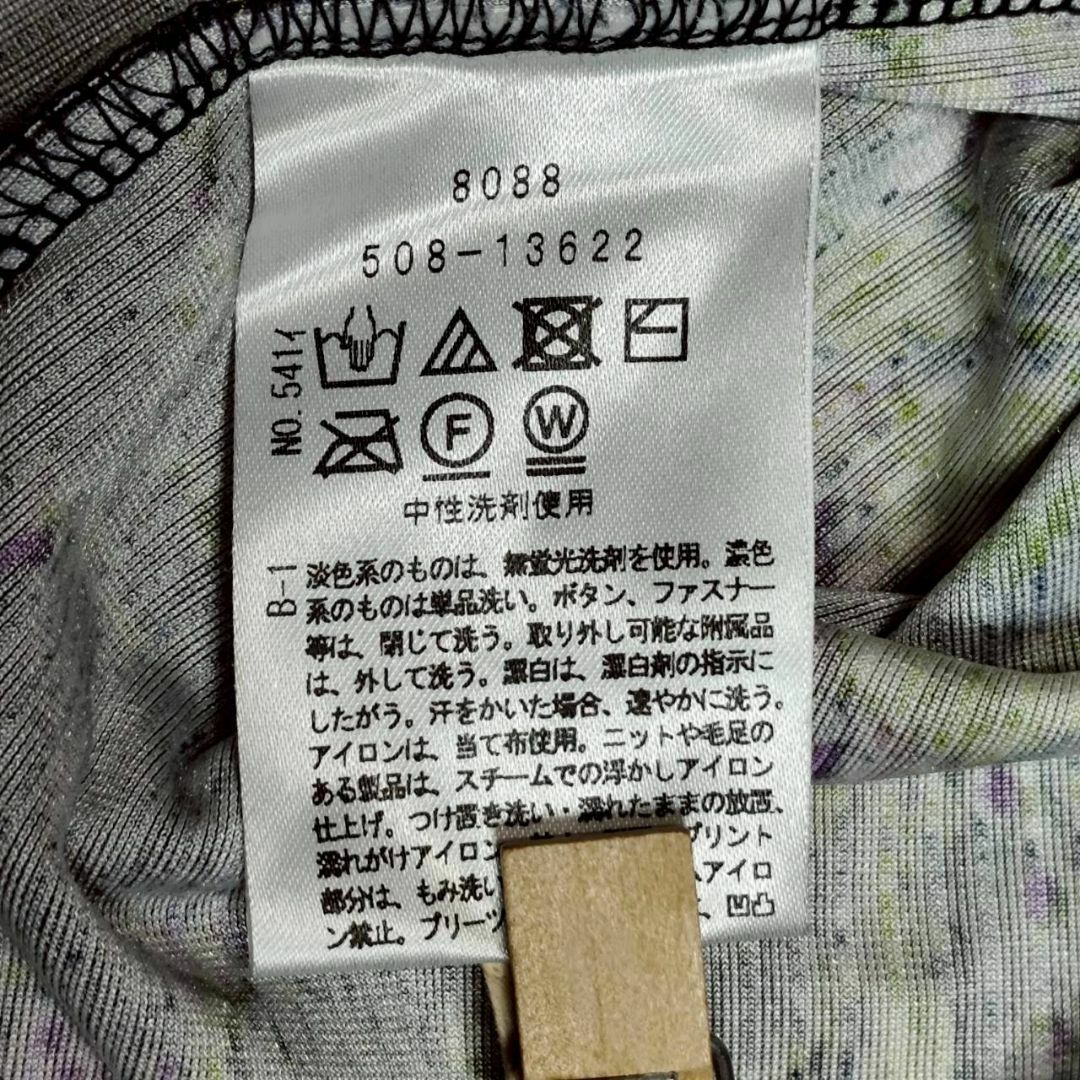 8088
508-13622
NO.541イ
F
W
中性洗剤使用
B-1
淡色系のものは、無蛍光洗剤を使用。濃色
系のものは単品洗い。ボタン、ファスナー
等は、閉じて洗う。取り外し可能な附属品
は、外して洗う。漂白は、漂白剤の指示に
したがう。汗をかいた場合、速やかに洗う。
アイロンは、当て布使用。ニットや毛足の
ある製品は、スチームでの浮かしアイロン
仕上げ。つけ置き洗い・濡れたままの放置、
濡れがけアイロン プリント
部分は、もみ洗い アイロ
ン禁止。プリーツ 、凹凸